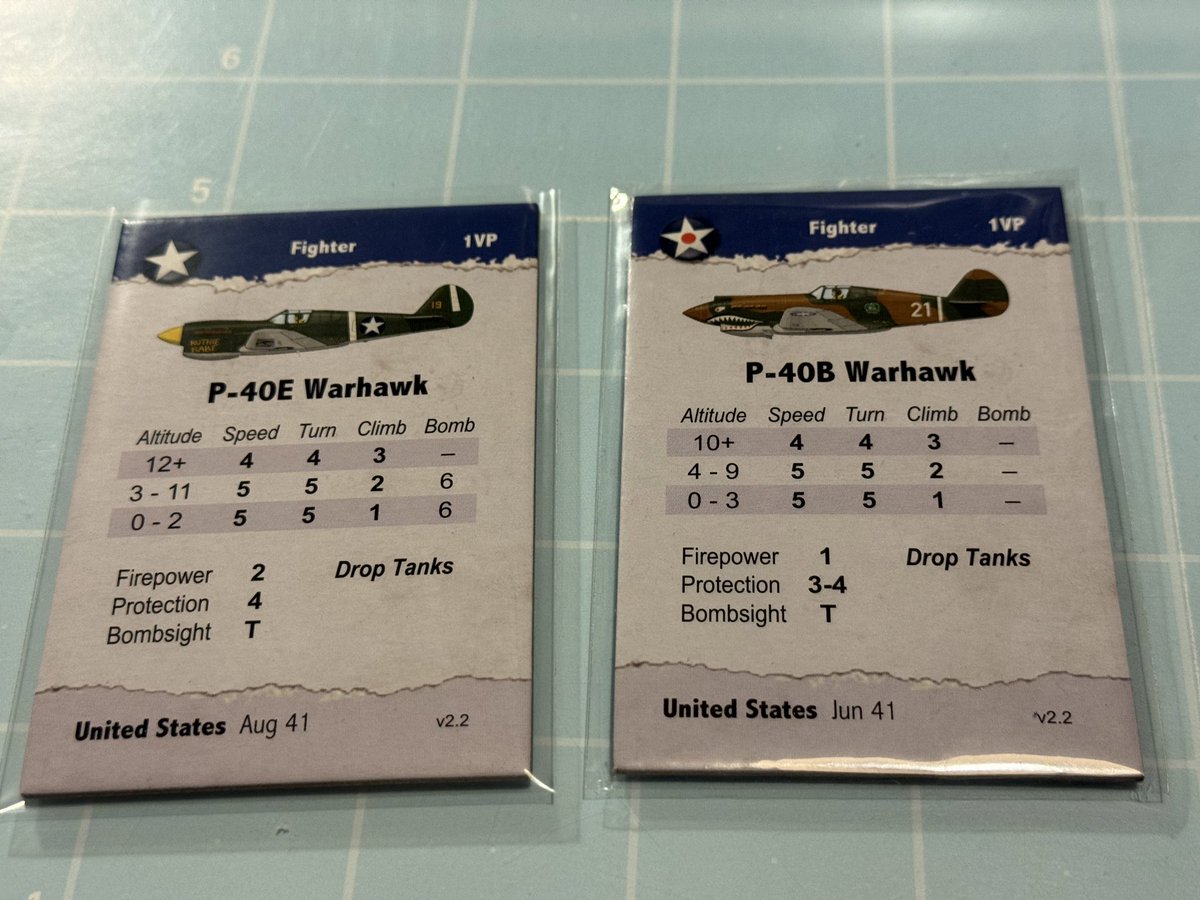 6
5
Fighter 1VP
19
RUTHIE
BABE
P-40E Warhawk
Altitude Speed Turn Climb Bomb
12+ 4 4 3 –
3 - 11 5 5 2 6
0 - 2 5 5 1 6
Firepower 2 Drop Tanks
Protection 4
Bombsight T
United States Aug 41 v2.2
Fighter 1VP
21
P-40B Warhawk
Altitude Speed Turn Climb Bomb
10+ 4 4 3 –
4 - 9 5 5 2 –
0 - 3 5 5 1 –
Firepower 1 Drop Tanks
Protection 3-4
Bombsight T
United States Jun 41 v2.2